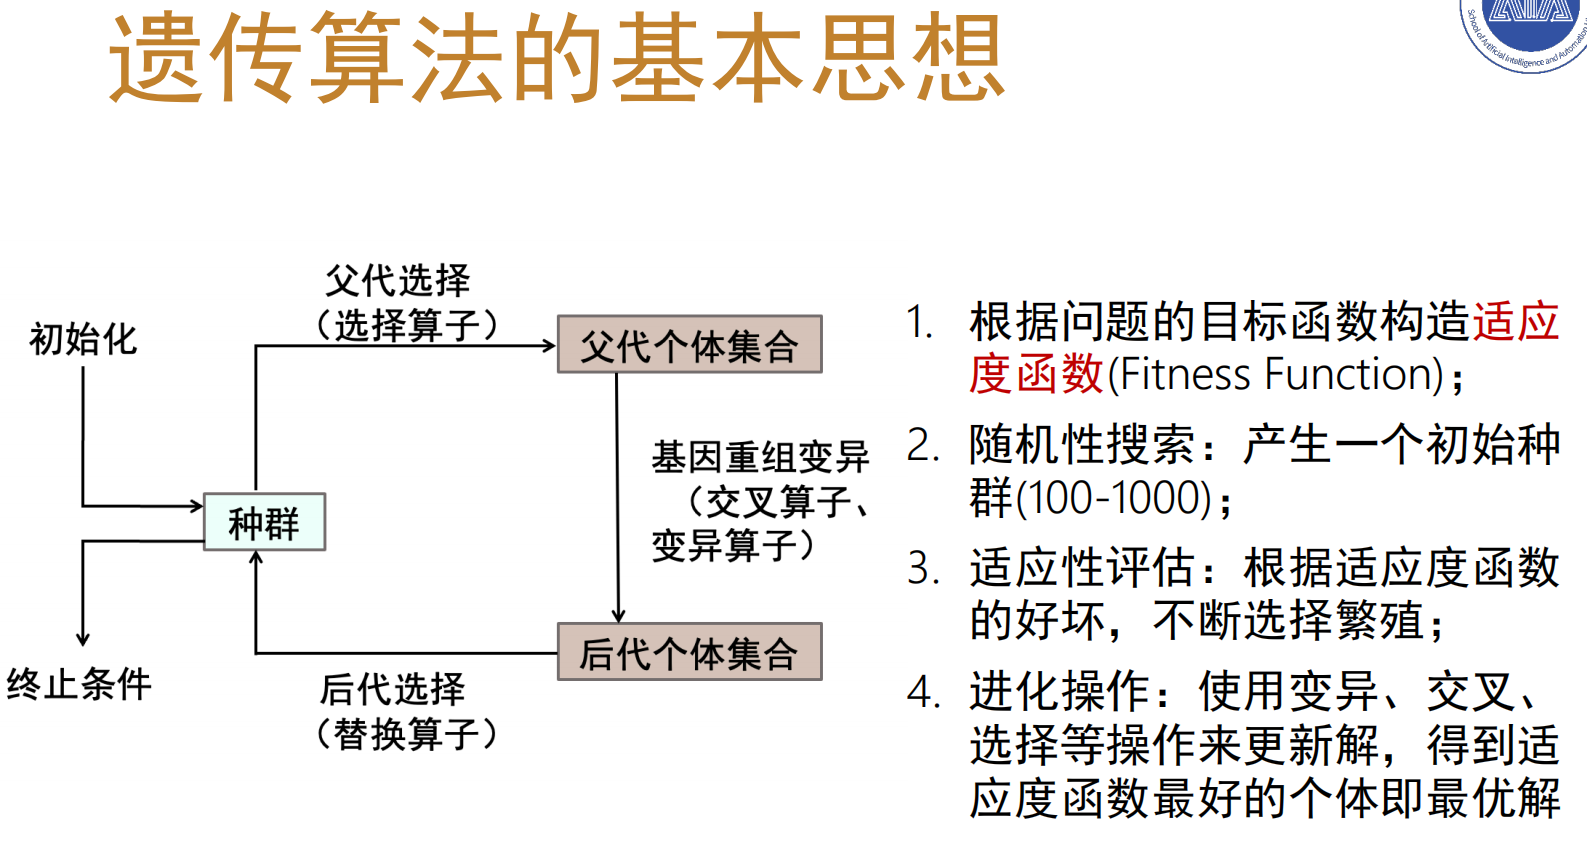 遗传算法的基本思想
School of Artificial Intelligence and Automation
父代选择
（选择算子）
初始化
父代个体集合
基因重组变异
（交叉算子、
变异算子）
种群
后代个体集合
终止条件
后代选择
（替换算子）
1. 根据问题的目标函数构造适应
度函数(Fitness Function)；
2. 随机性搜索：产生一个初始种
群(100-1000)；
3. 适应性评估：根据适应度函数
的好坏，不断选择繁殖；
4. 进化操作：使用变异、交叉、
选择等操作来更新解，得到适
应度函数最好的个体即最优解